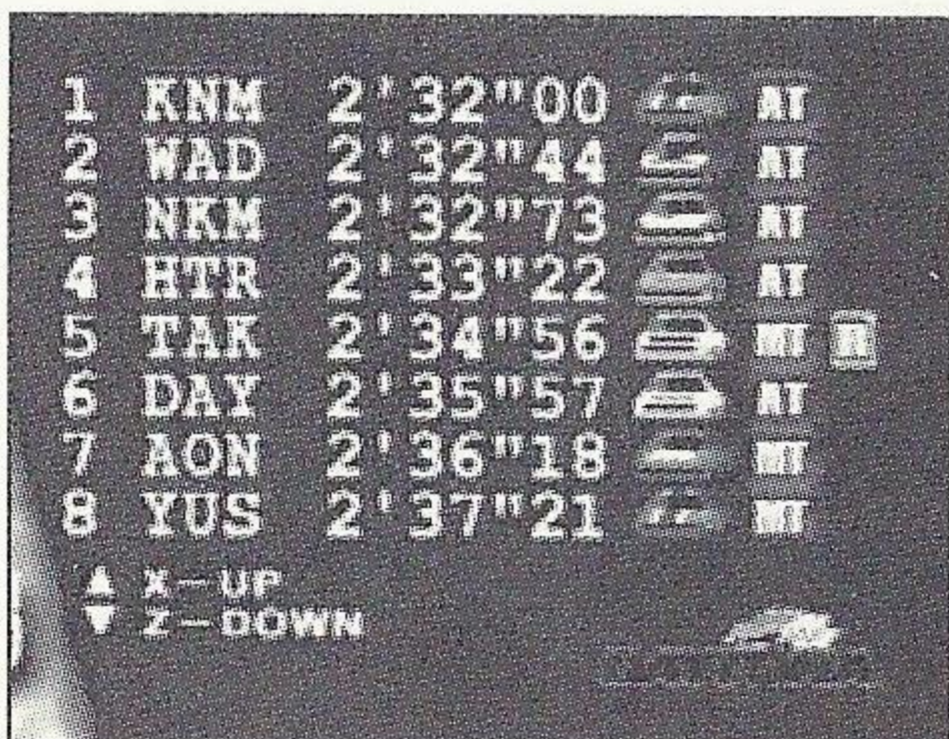 1 KNM 2'32"00 AT
2 WAD 2'32"44 AT
3 NKM 2'32"73 AT
4 HTR 2'33"22 AT
5 TAK 2'34"56 MT
6 DAY 2'35"57 AT
7 AON 2'36"18 MT
8 YUS 2'37"21 MT
▲ X-UP
▼ Z-DOWN